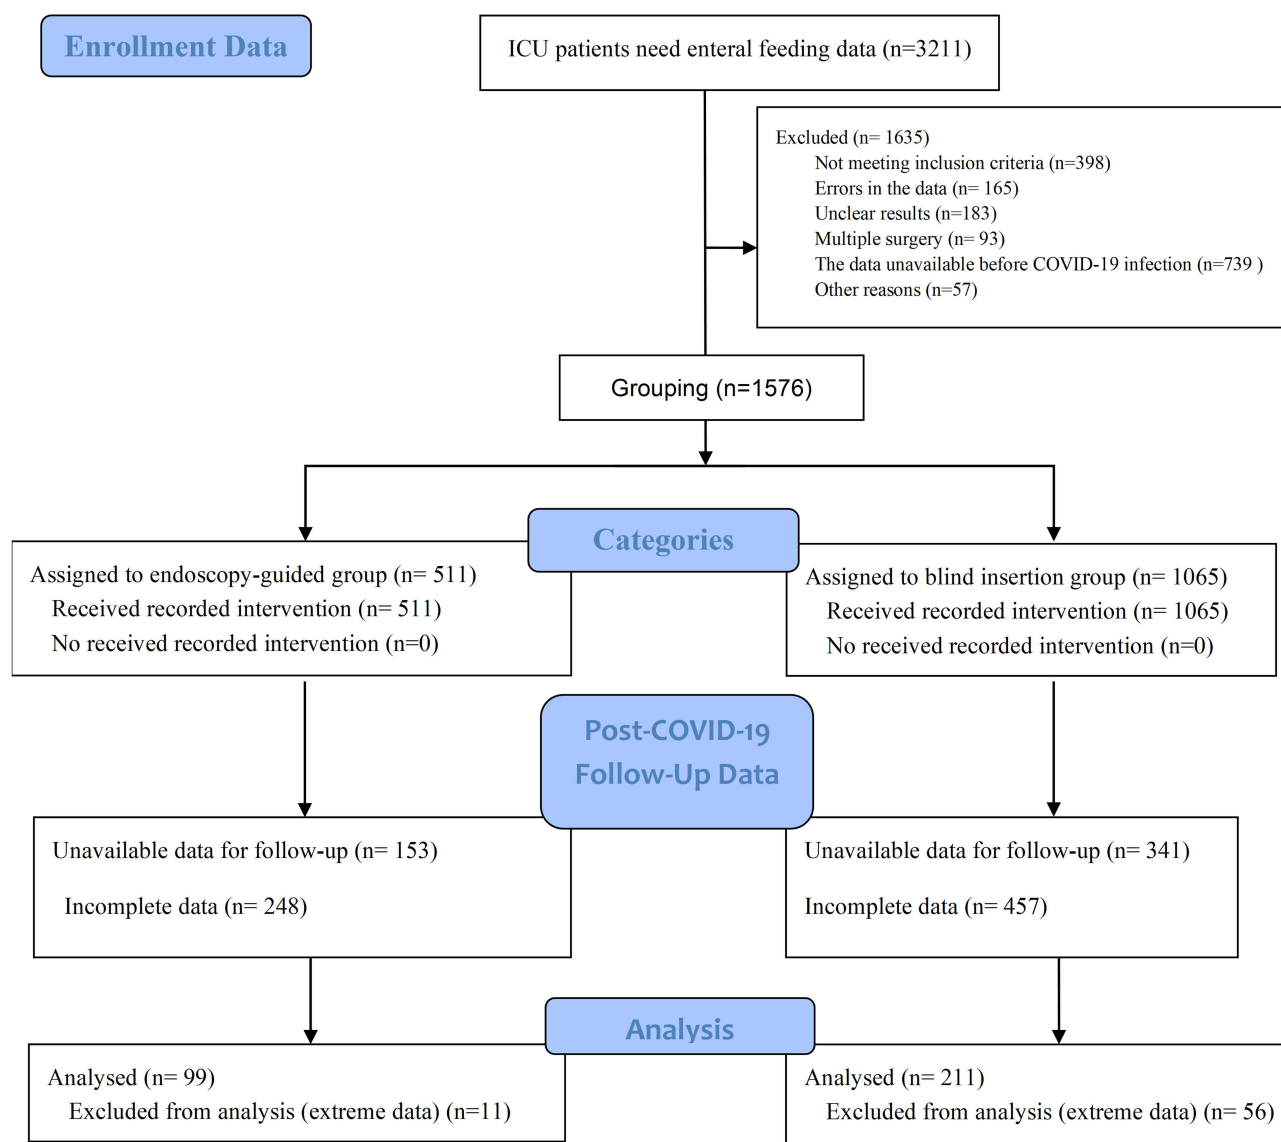 Enrollment Data
ICU patients need enteral feeding data (n=3211)
Excluded (n= 1635)
Not meeting inclusion criteria (n=398)
Errors in the data (n= 165)
Unclear results (n=183)
Multiple surgery (n= 93)
The data unavailable before COVID-19 infection (n=739 )
Other reasons (n=57)
Grouping (n=1576)
Categories
Assigned to endoscopy-guided group (n= 511)
Received recorded intervention (n= 511)
No received recorded intervention (n=0)
Assigned to blind insertion group (n= 1065)
Received recorded intervention (n= 1065)
No received recorded intervention (n=0)
Post-COVID-19
Follow-Up Data
Unavailable data for follow-up (n= 153)
Incomplete data (n= 248)
Unavailable data for follow-up (n= 341)
Incomplete data (n= 457)
Analysis
Analysed (n= 99)
Excluded from analysis (extreme data) (n=11)
Analysed (n= 211)
Excluded from analysis (extreme data) (n= 56)